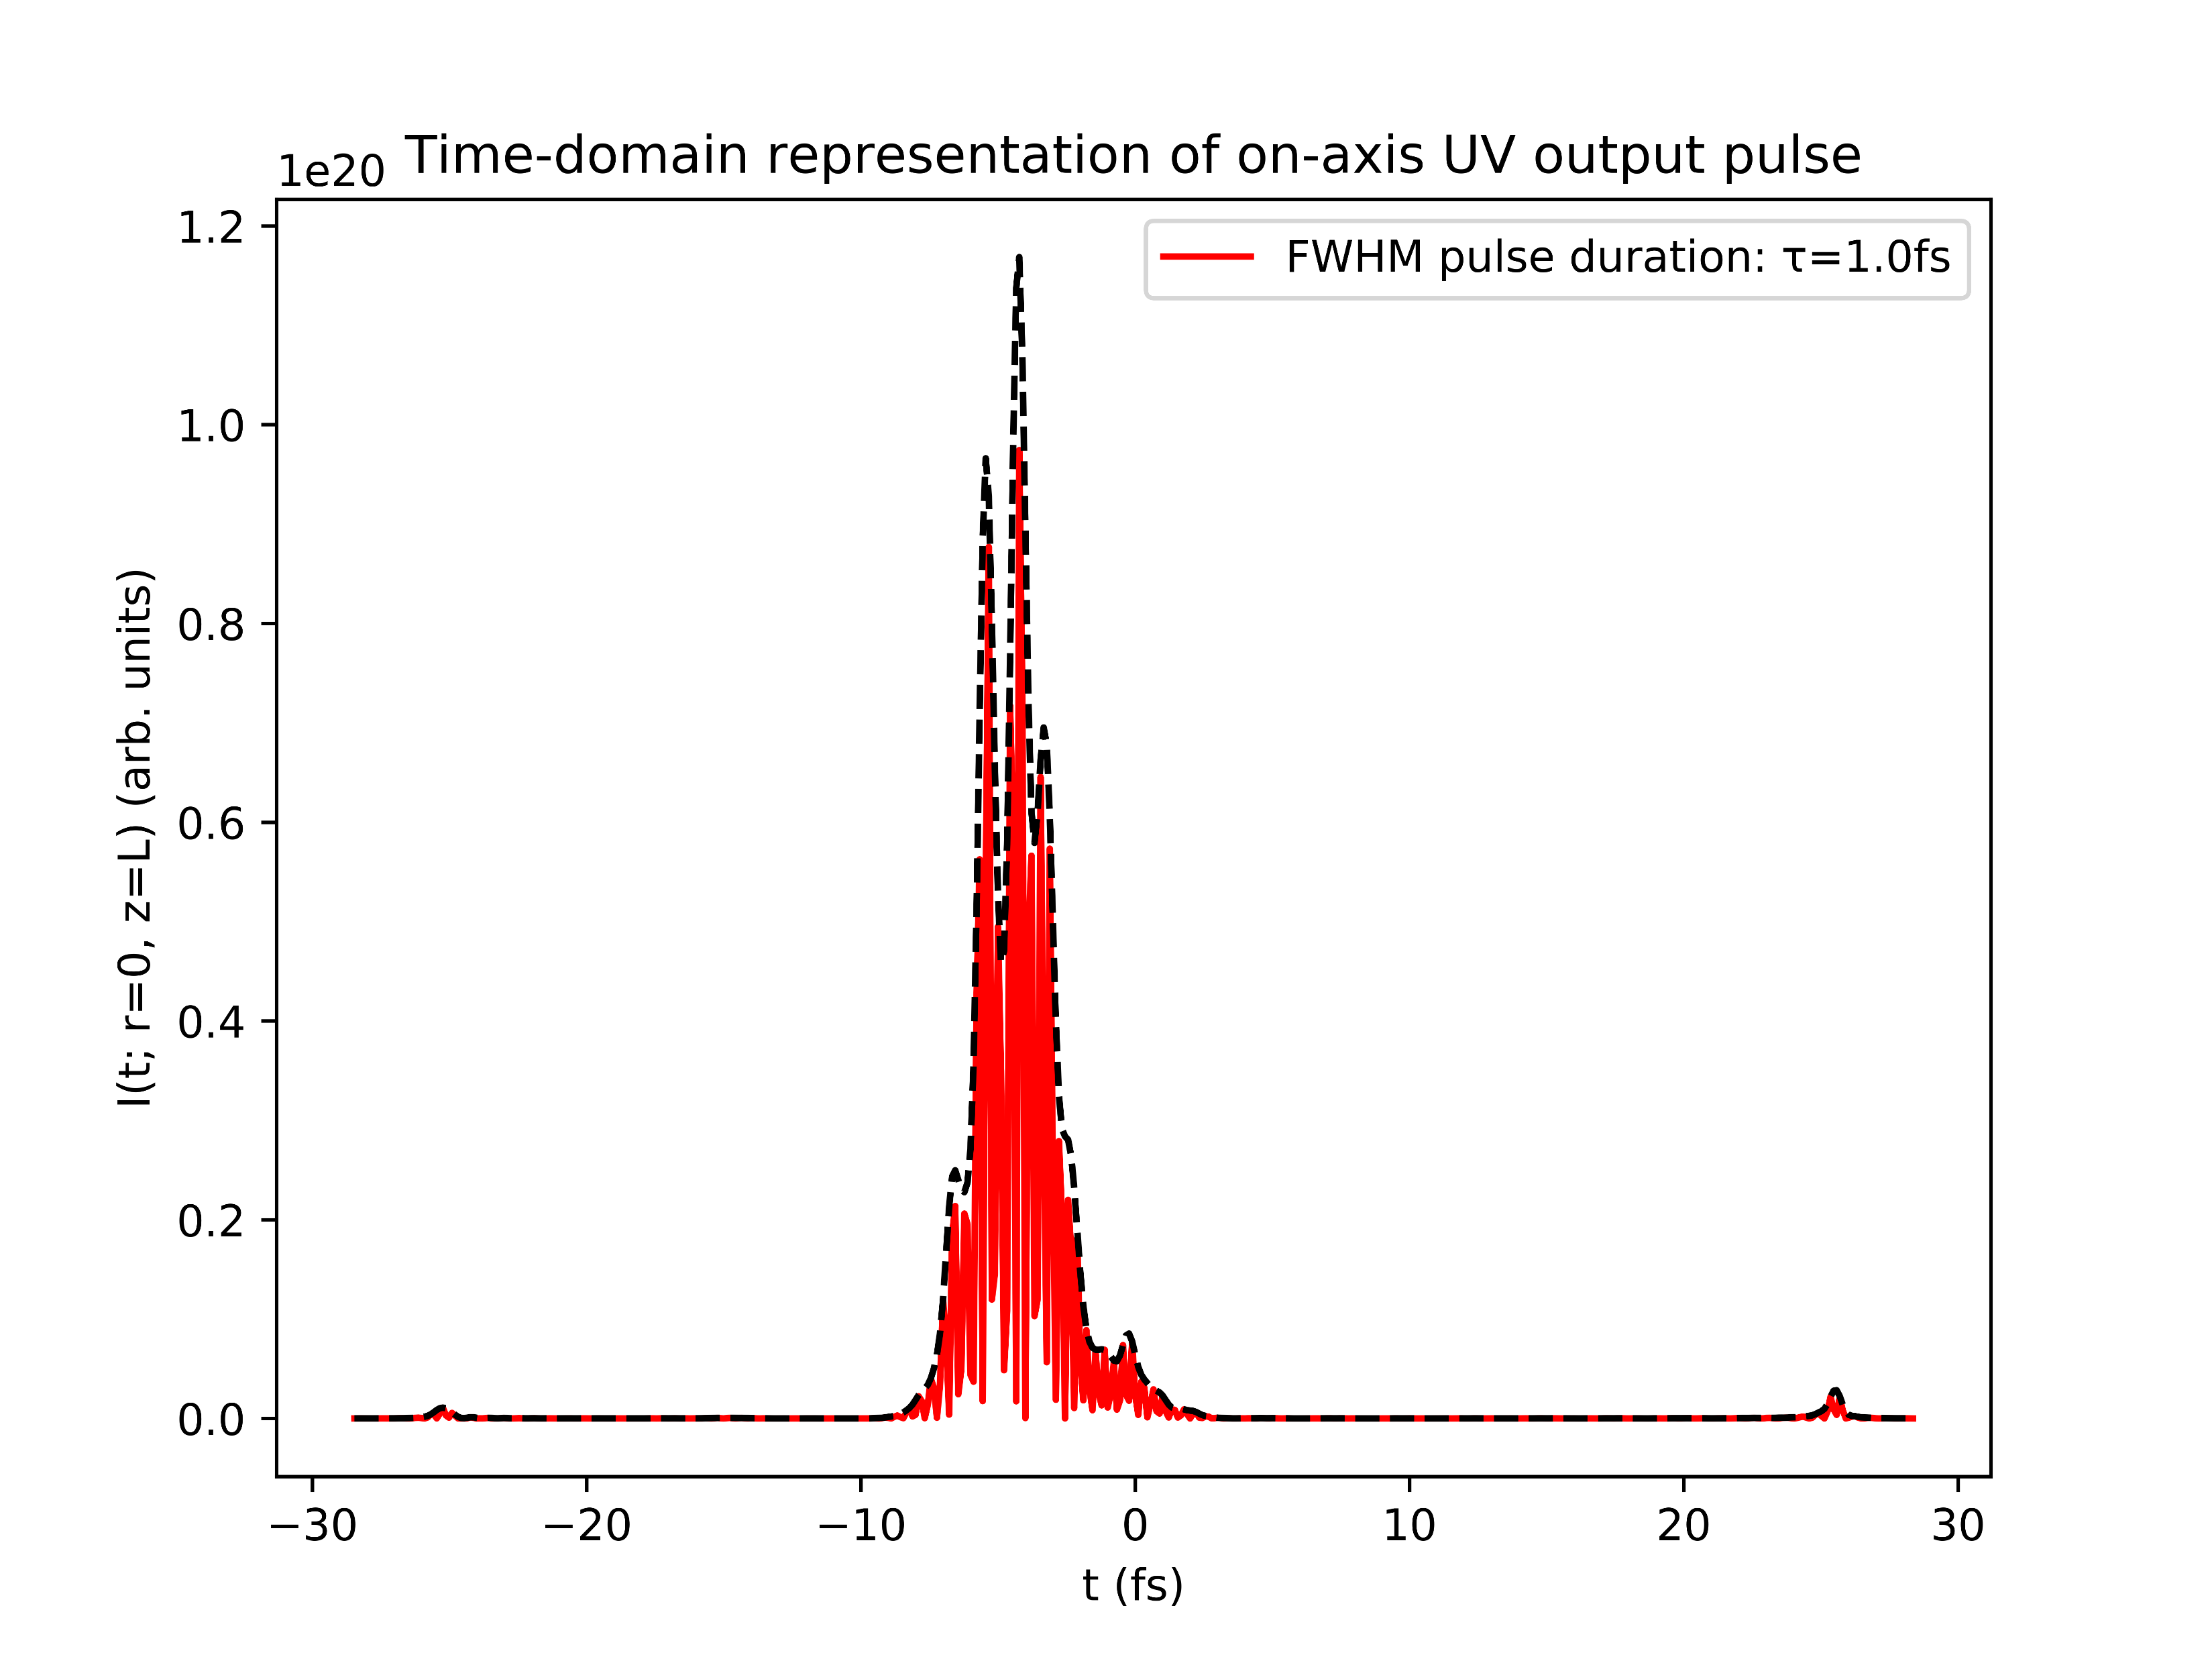 Time-domain representation of on-axis UV output pulse
1e20
FWHM pulse duration: τ=1.0fs
1.2
1.0
0.8
0.6
0.4
0.2
0.0
I(t; r=0, z=L) (arb. units)
−30 −20 −10 0 10 20 30
t (fs)